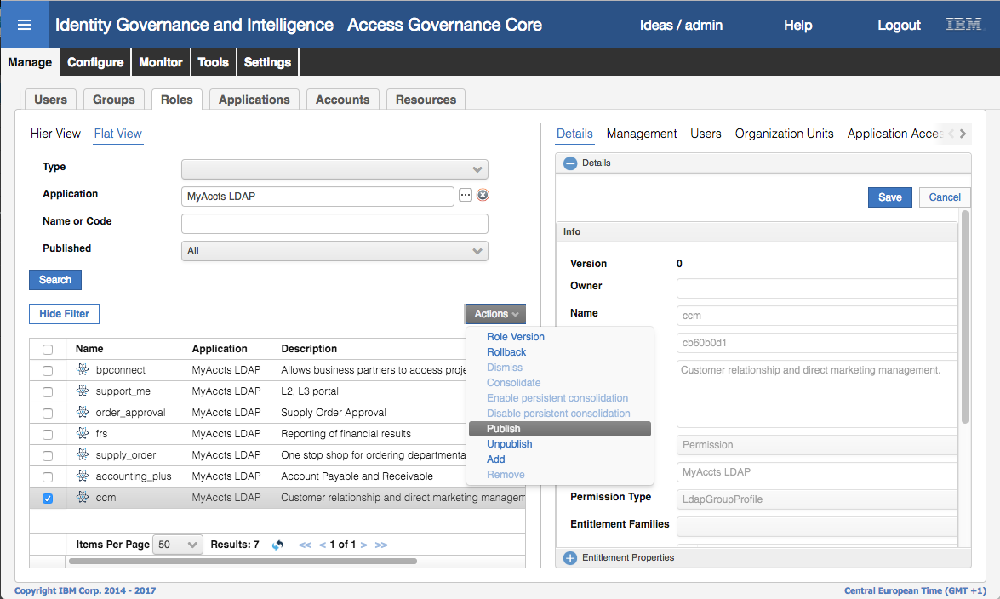 Identity Governance and Intelligence Access Governance Core Ideas / admin Help Logout IBM
Manage Configure Monitor Tools Settings
Users Groups Roles Applications Accounts Resources
Hier View Flat View
Type
Application MyAccts LDAP
Name or Code
Published All
Search
Hide Filter Actions
Name Application Description
bpconnect MyAccts LDAP Allows business partners to access proje
support_me MyAccts LDAP L2, L3 portal
order_approval MyAccts LDAP Supply Order Approval
frs MyAccts LDAP Reporting of financial results
supply_order MyAccts LDAP One stop shop for ordering departmenta
accounting_plus MyAccts LDAP Account Payable and Receivable
ccm MyAccts LDAP Customer relationship and direct marketing managem
Items Per Page 50 Results: 7 << < 1 of 1 > >>
Role Version
Rollback
Dismiss
Consolidate
Enable persistent consolidation
Disable persistent consolidation
Publish
Unpublish
Add
Remove
Details Management Users Organization Units Application Acces
Details
Save Cancel
Info
Version 0
Owner
Name ccm
cb60b0d1
Customer relationship and direct marketing management.
Permission
MyAccts LDAP
Permission Type LdapGroupProfile
Entitlement Families
Entitlement Properties
Copyright IBM Corp. 2014 - 2017 Central European Time (GMT +1)